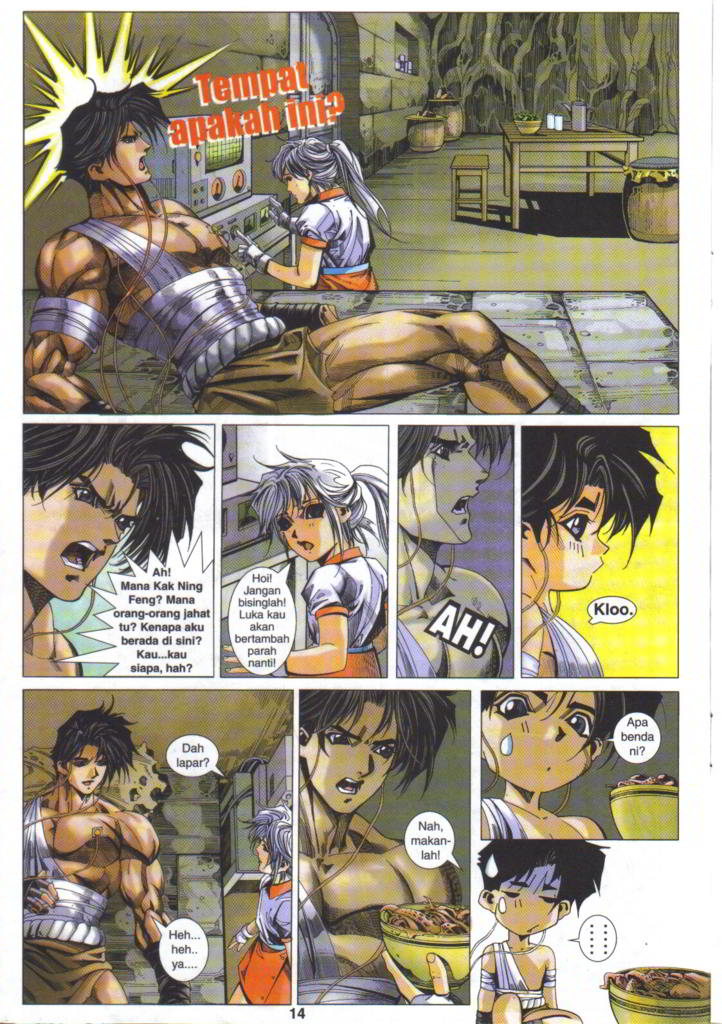 Tempat
apakah ini?
Ah!
Mana Kak Ning
Feng? Mana
orang-orang jahat
tu? Kenapa aku
berada di sini?
Kau...kau
siapa, hah?
Hoi!
Jangan
bisinglah!
Luka kau
akan
bertambah
parah
nanti!
AH!
Kloo.
Dah
lapar?
Heh...
heh..
ya....
Nah,
makan-
lah!
Apa
benda
ni?
14